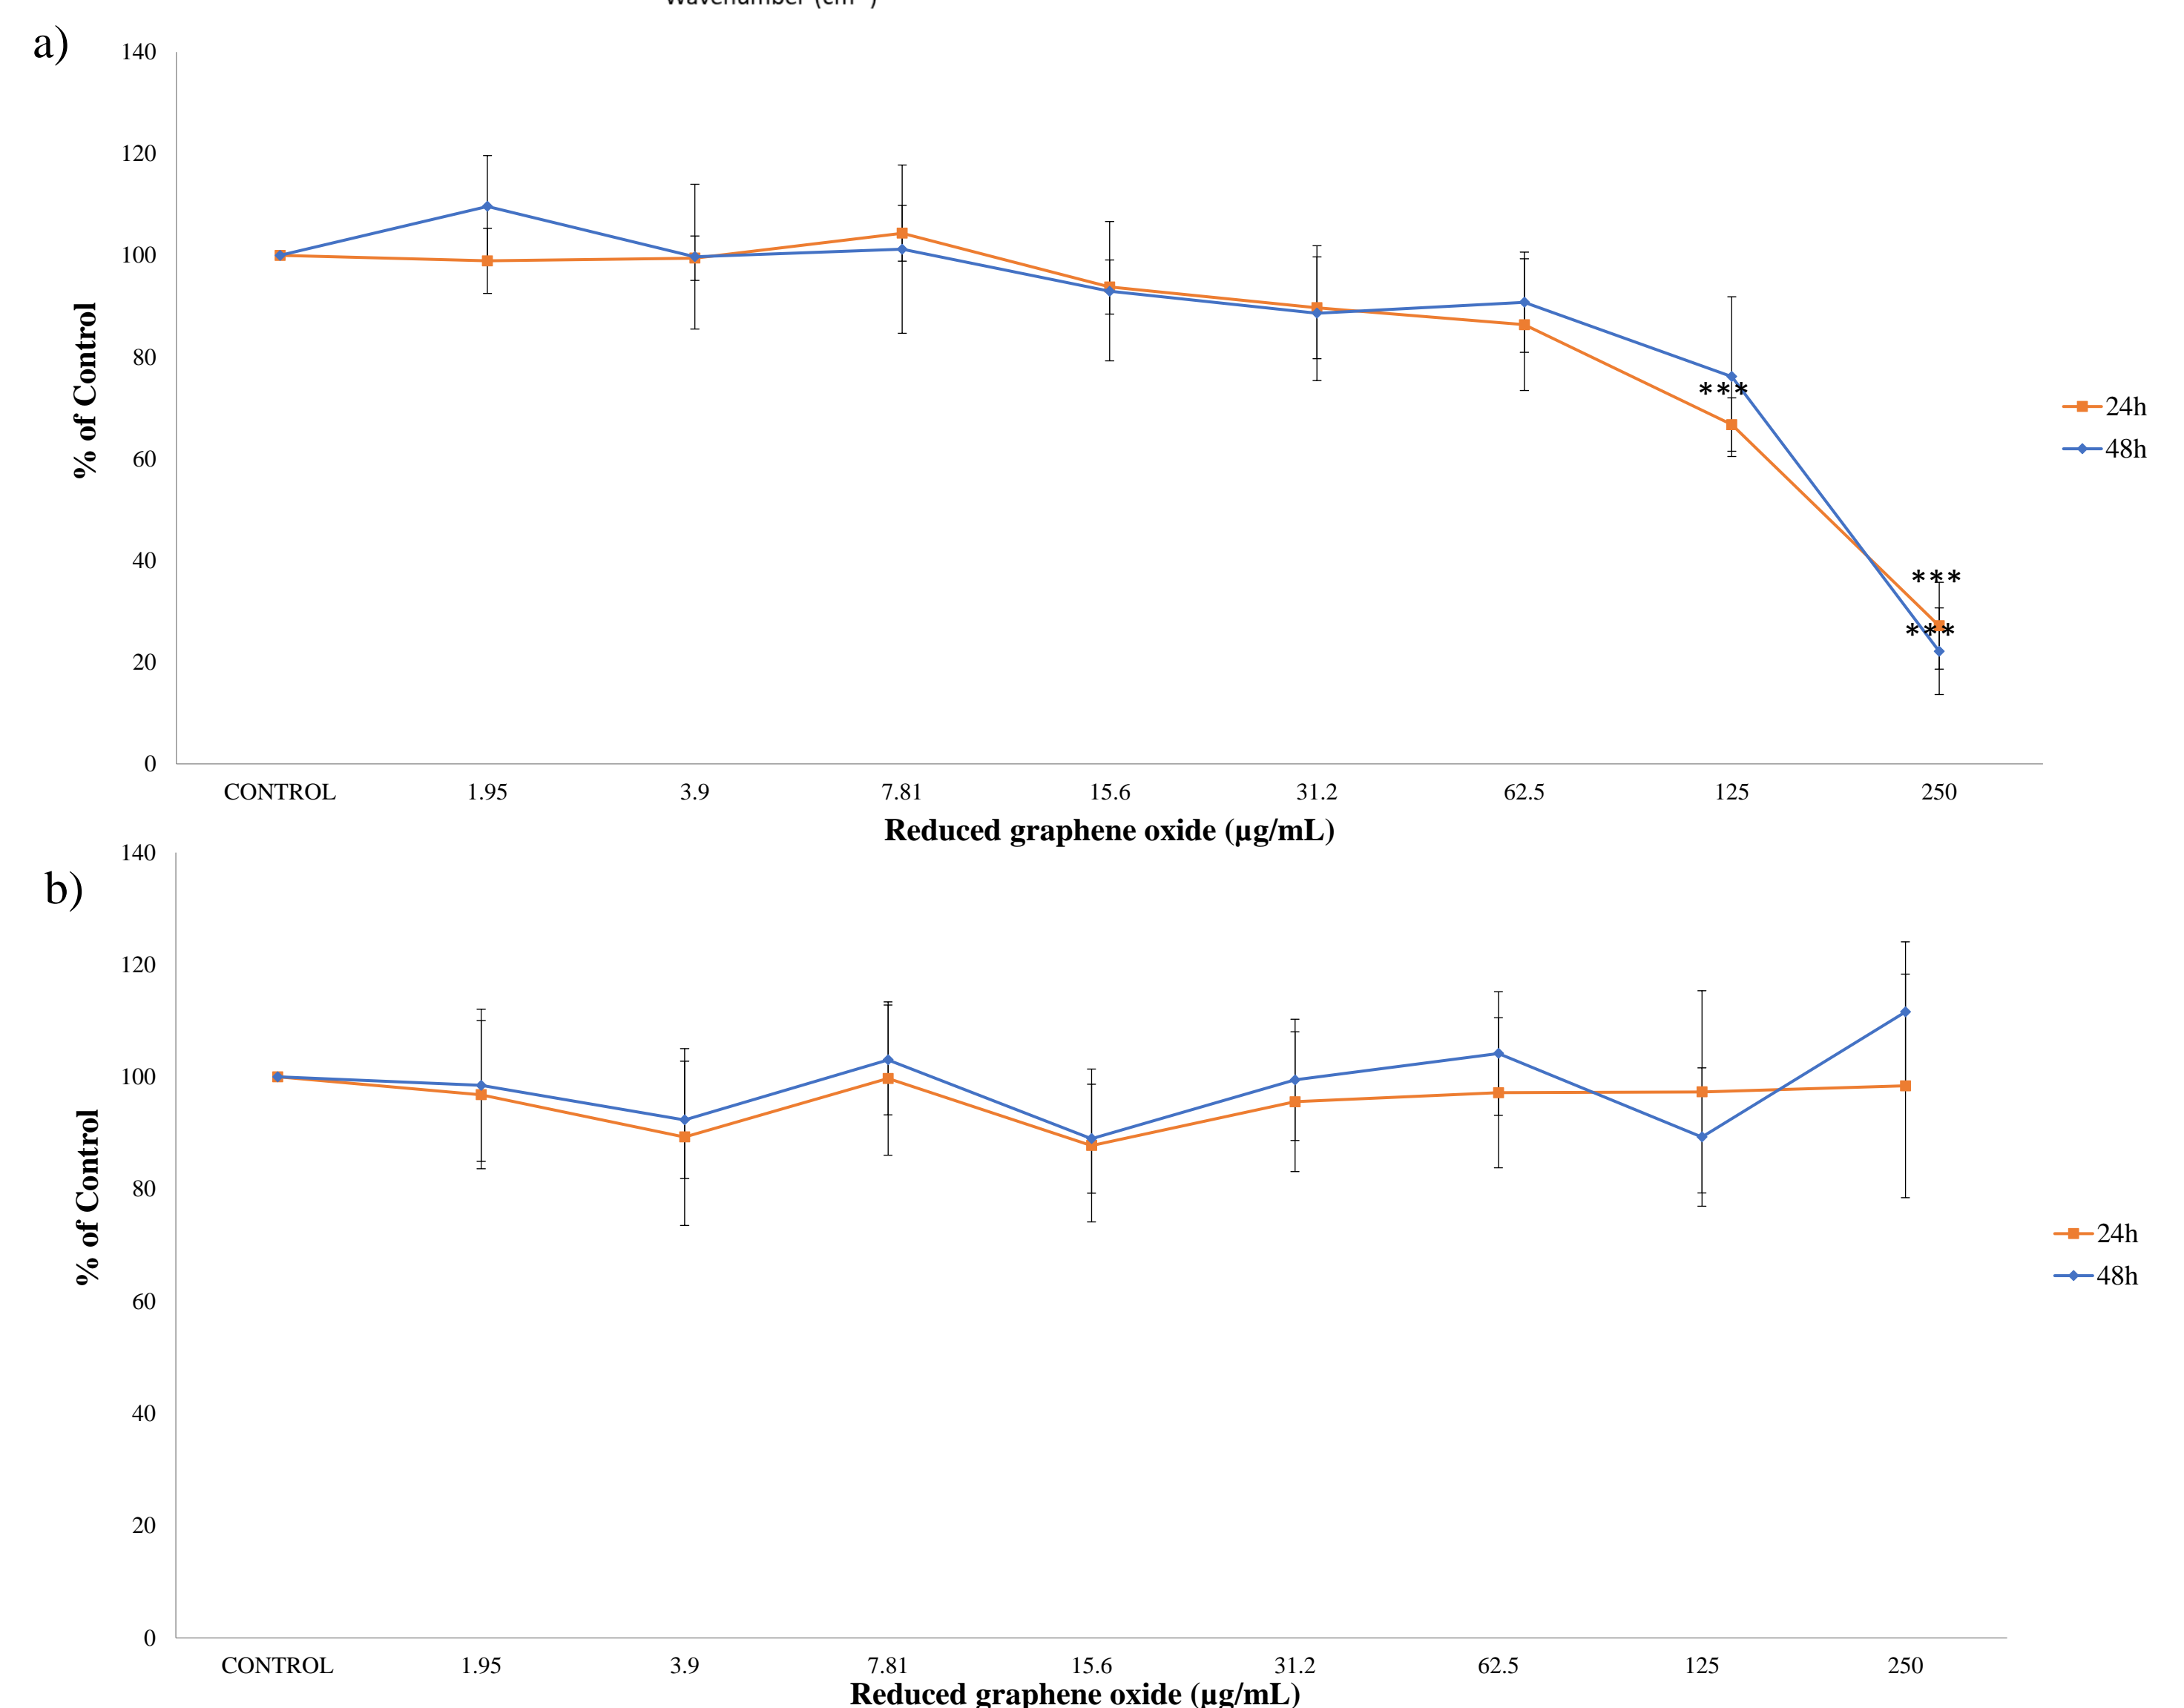 Wavenumber (cm⁻¹)
a)
140
120
100
80
60
40
20
0
% of Control
***
***
***
24h
48h
CONTROL 1.95 3.9 7.81 15.6 31.2 62.5 125 250
Reduced graphene oxide (µg/mL)
b)
140
120
100
80
60
40
20
0
% of Control
24h
48h
CONTROL 1.95 3.9 7.81 15.6 31.2 62.5 125 250
Reduced graphene oxide (µg/mL)